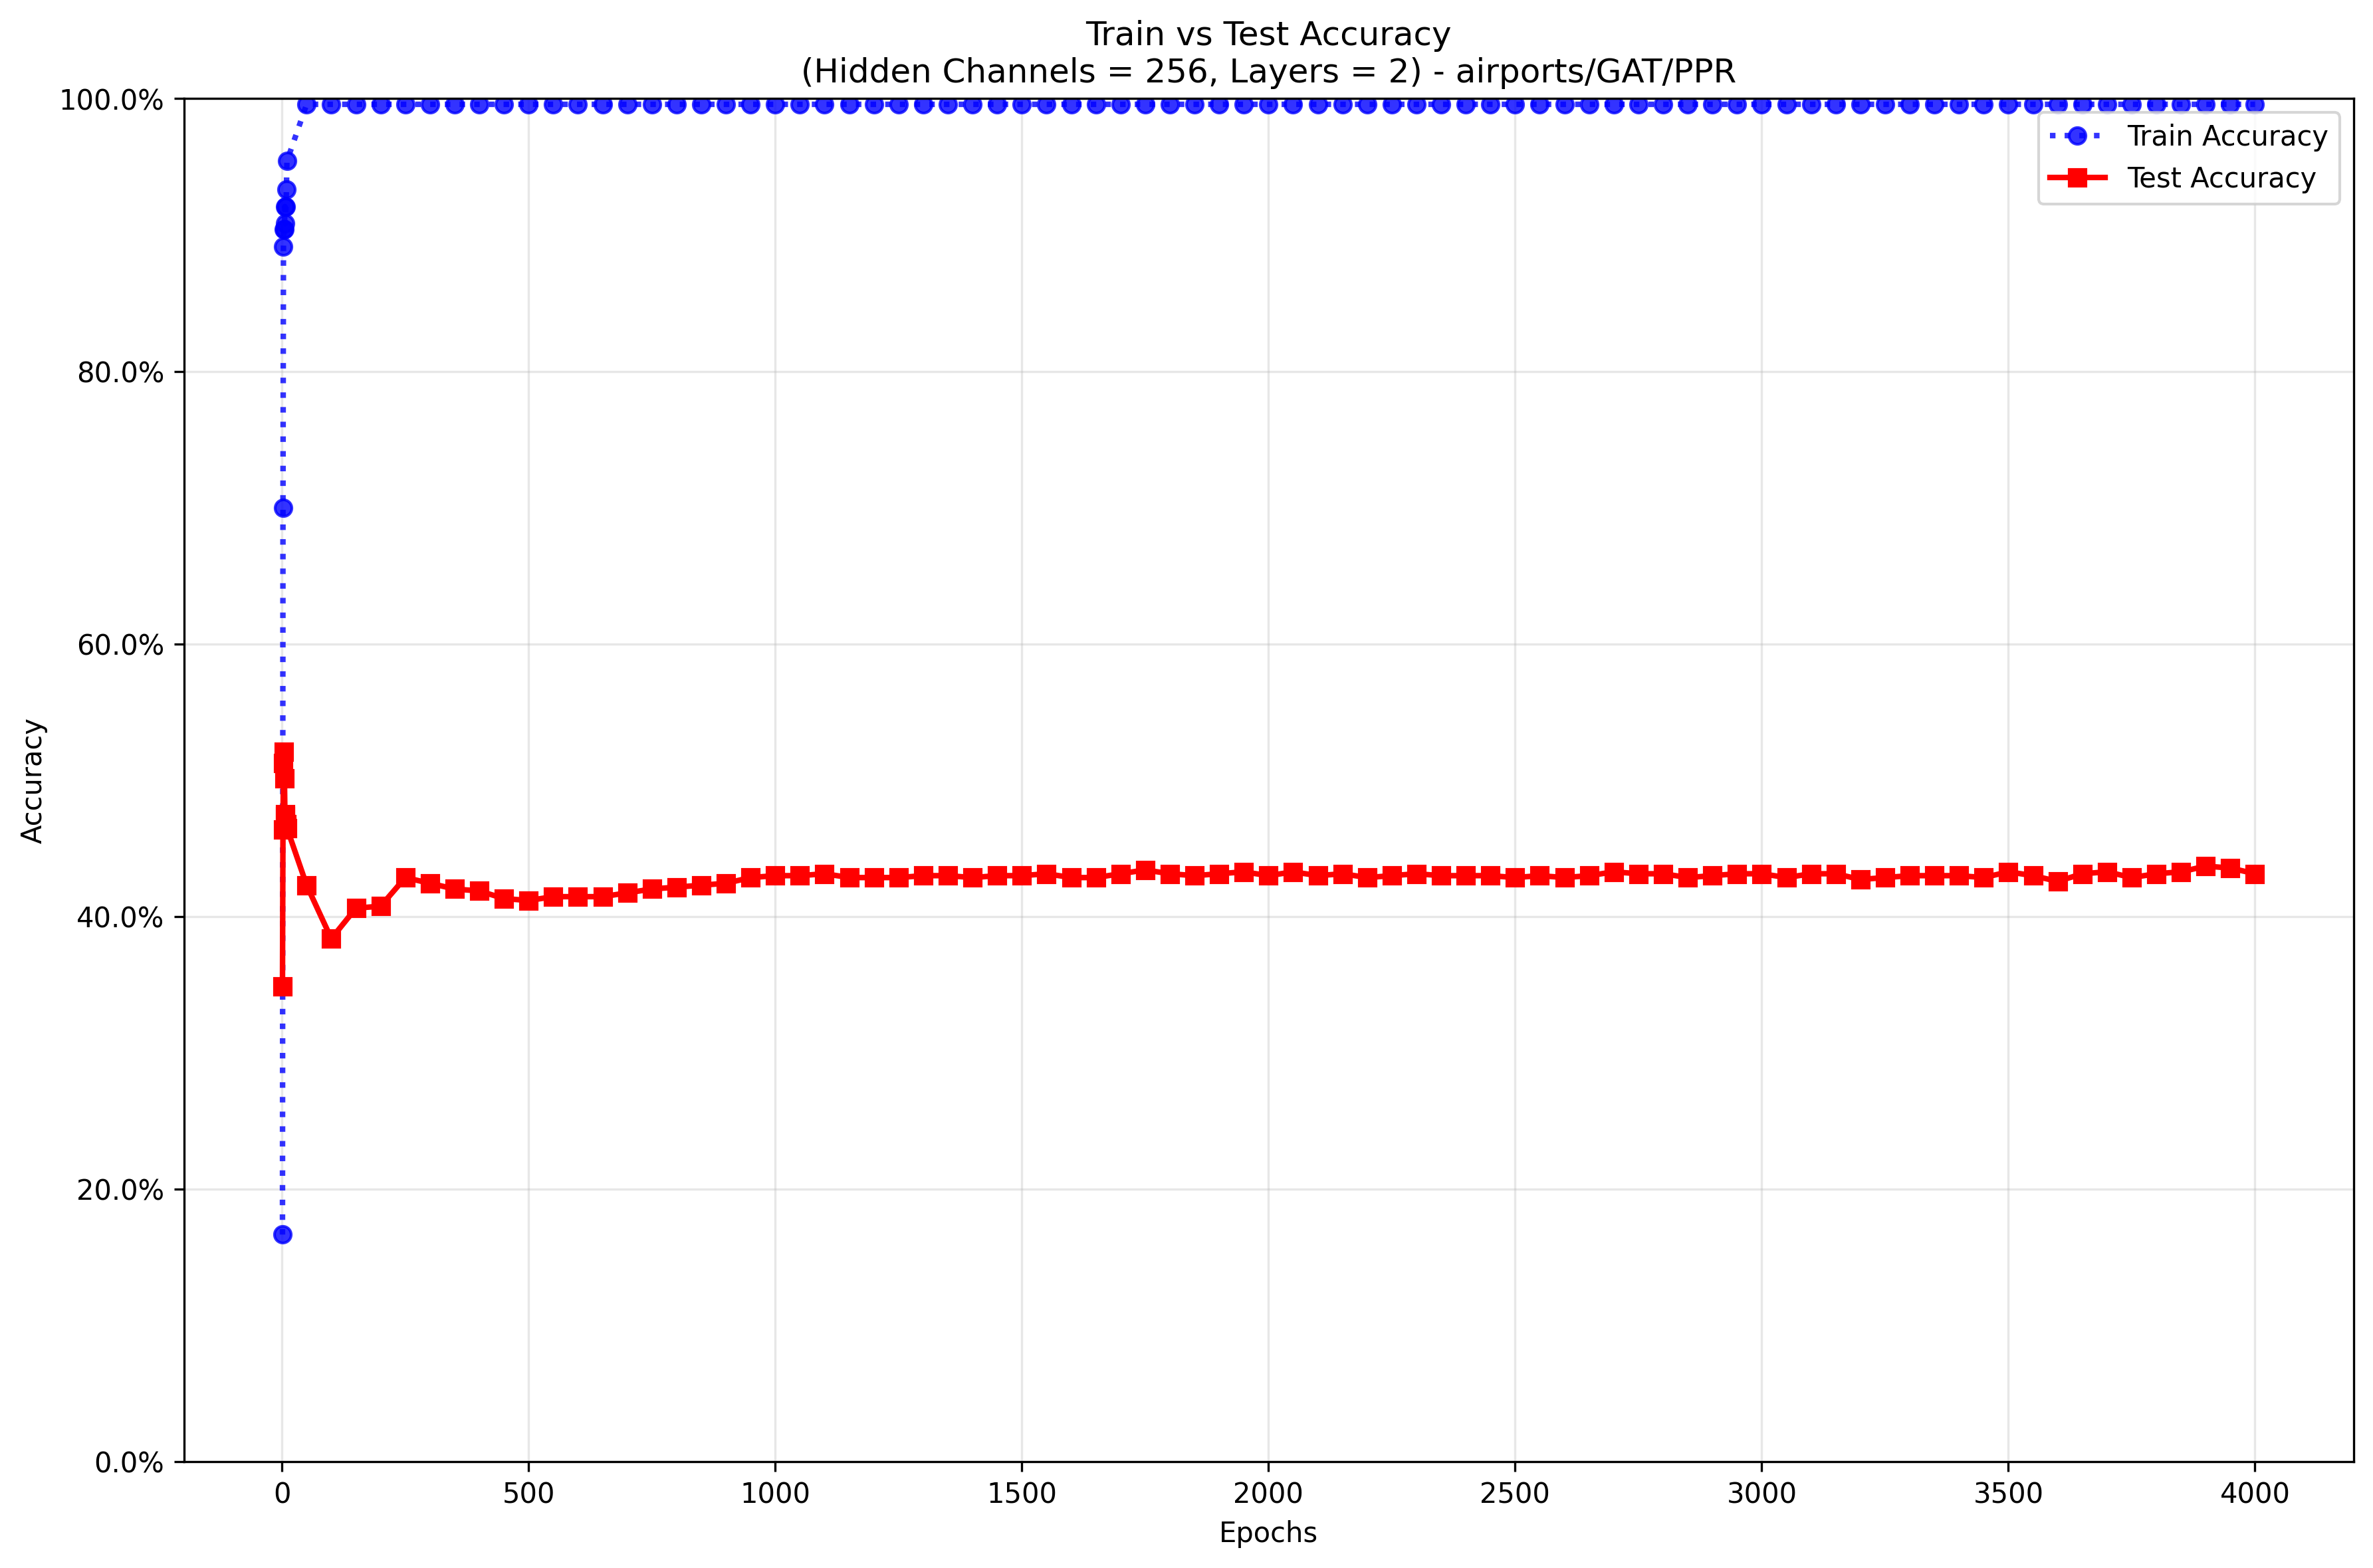 Train vs Test Accuracy
(Hidden Channels = 256, Layers = 2) - airports/GAT/PPR
100.0%
80.0%
60.0%
40.0%
20.0%
0.0%
Accuracy
Train Accuracy
Test Accuracy
0
500
1000
1500
2000
2500
3000
3500
4000
Epochs